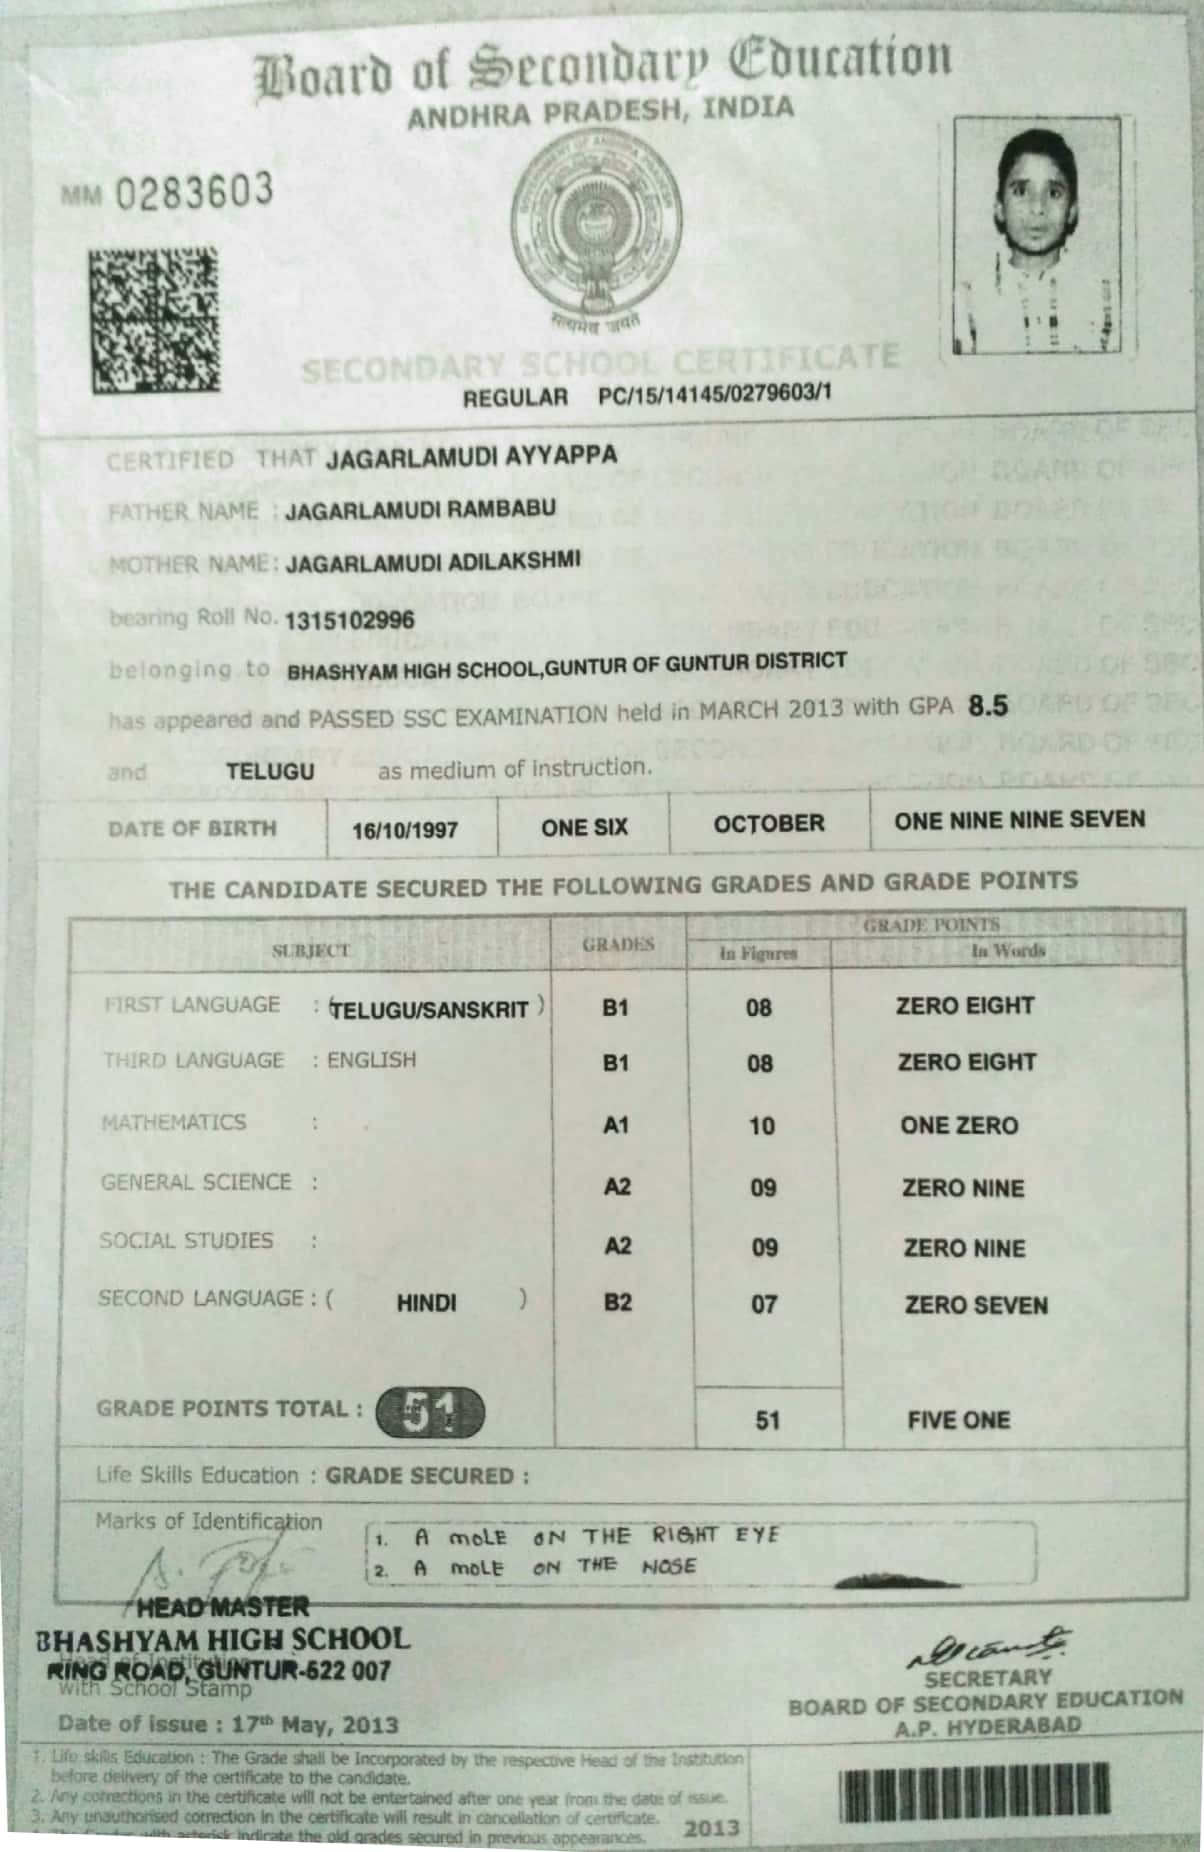 Board of Secondary Education
ANDHRA PRADESH, INDIA
MM 0283603
GOVERNMENT OF ANDHRA PRADESH
सत्यमेव जयते
SECONDARY SCHOOL CERTIFICATE
REGULAR PC/15/14145/0279603/1
CERTIFIED THAT JAGARLAMUDI AYYAPPA
FATHER NAME : JAGARLAMUDI RAMBABU
MOTHER NAME: JAGARLAMUDI ADILAKSHMI
bearing Roll No. 1315102996
belonging to BHASHYAM HIGH SCHOOL,GUNTUR OF GUNTUR DISTRICT
has appeared and PASSED SSC EXAMINATION held in MARCH 2013 with GPA 8.5
and TELUGU as medium of instruction.
DATE OF BIRTH 16/10/1997 ONE SIX OCTOBER ONE NINE NINE SEVEN
THE CANDIDATE SECURED THE FOLLOWING GRADES AND GRADE POINTS
SUBJECT GRADES GRADE POINTS
In Figures In Words
FIRST LANGUAGE : (TELUGU/SANSKRIT ) B1 08 ZERO EIGHT
THIRD LANGUAGE : ENGLISH B1 08 ZERO EIGHT
MATHEMATICS : A1 10 ONE ZERO
GENERAL SCIENCE : A2 09 ZERO NINE
SOCIAL STUDIES : A2 09 ZERO NINE
SECOND LANGUAGE : ( HINDI ) B2 07 ZERO SEVEN
GRADE POINTS TOTAL : 51 51 FIVE ONE
Life Skills Education : GRADE SECURED :
Marks of Identification
1. A MOLE ON THE RIGHT EYE
2. A MOLE ON THE NOSE
HEAD MASTER
BHASHYAM HIGH SCHOOL
Head of Institution
RING ROAD, GUNTUR-522 007
with School Stamp
SECRETARY
BOARD OF SECONDARY EDUCATION
A.P. HYDERABAD
Date of issue : 17th May, 2013
1. Life skills Education : The Grade shall be Incorporated by the respective Head of the Institution
before delivery of the certificate to the candidate.
2. Any corrections in the certificate will not be entertained after one year from the date of issue.
3. Any unauthorised correction in the certificate will result in cancellation of certificate.
with asterisk indicate the old grades secured in previous appearances.
2013